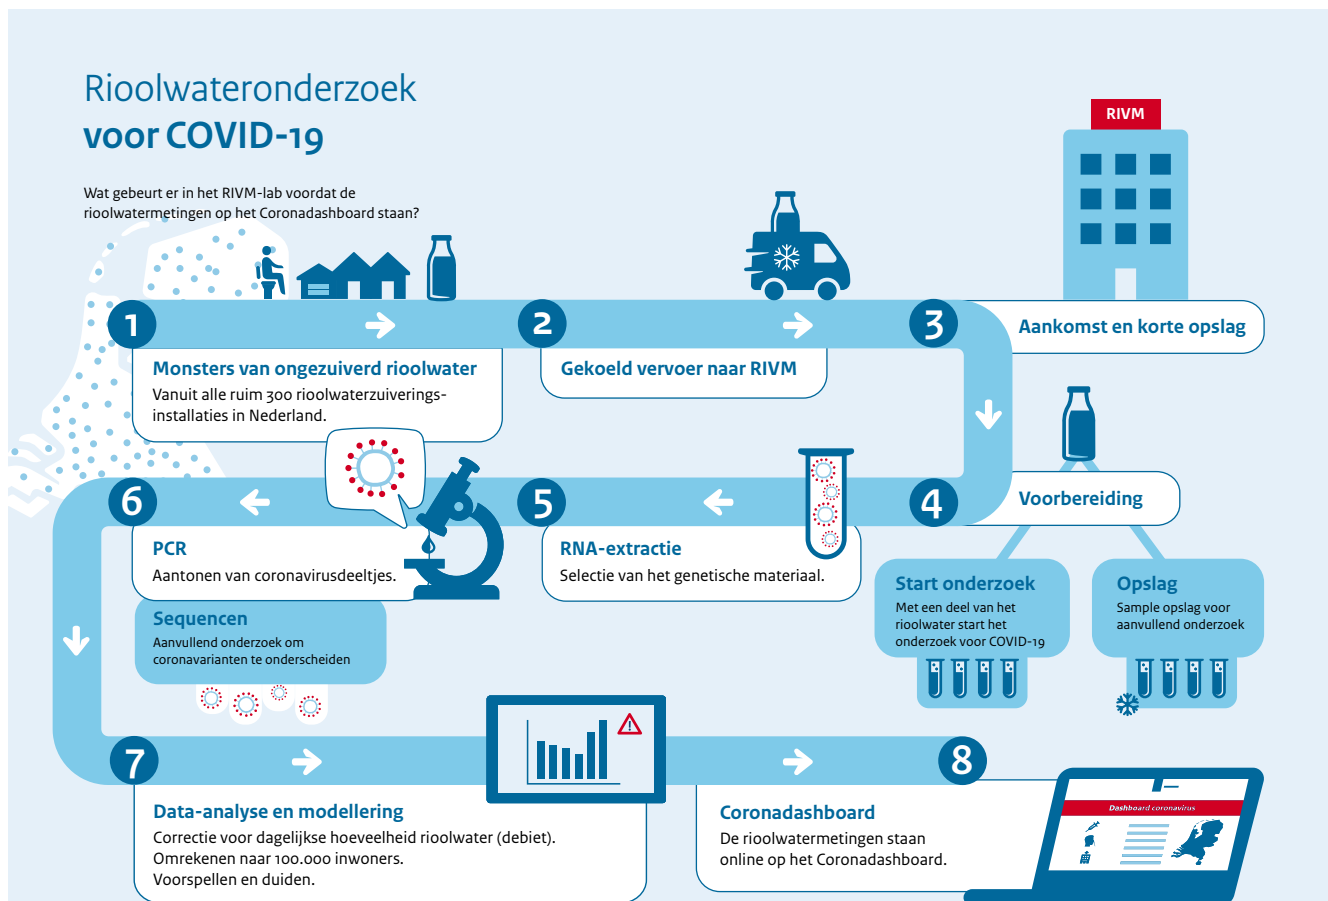 Rioolwateronderzoek
voor COVID-19
Wat gebeurt er in het RIVM-lab voordat de
rioolwatermetingen op het Coronadashboard staan?
RIVM
1
2
3
Aankomst en korte opslag
Monsters van ongezuiverd rioolwater
Vanuit alle ruim 300 rioolwaterzuiverings-
installaties in Nederland.
Gekoeld vervoer naar RIVM
4
Voorbereiding
Start onderzoek
Met een deel van het
rioolwater start het
onderzoek voor COVID-19
Opslag
Sample opslag voor
aanvullend onderzoek
5
RNA-extractie
Selectie van het genetische materiaal.
6
PCR
Aantonen van coronavirusdeeltjes.
Sequencen
Aanvullend onderzoek om
coronavarianten te onderscheiden
7
Data-analyse en modellering
Correctie voor dagelijkse hoeveelheid rioolwater (debiet).
Omrekenen naar 100.000 inwoners.
Voorspellen en duiden.
!
8
Coronadashboard
De rioolwatermetingen staan
online op het Coronadashboard.
Dashboard coronavirus